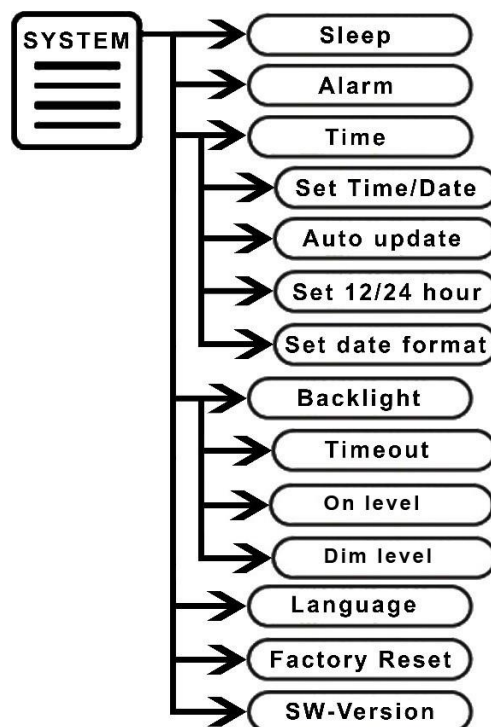 SYSTEM
Sleep
Alarm
Time
Set Time/Date
Auto update
Set 12/24 hour
Set date format
Backlight
Timeout
On level
Dim level
Language
Factory Reset
SW-Version